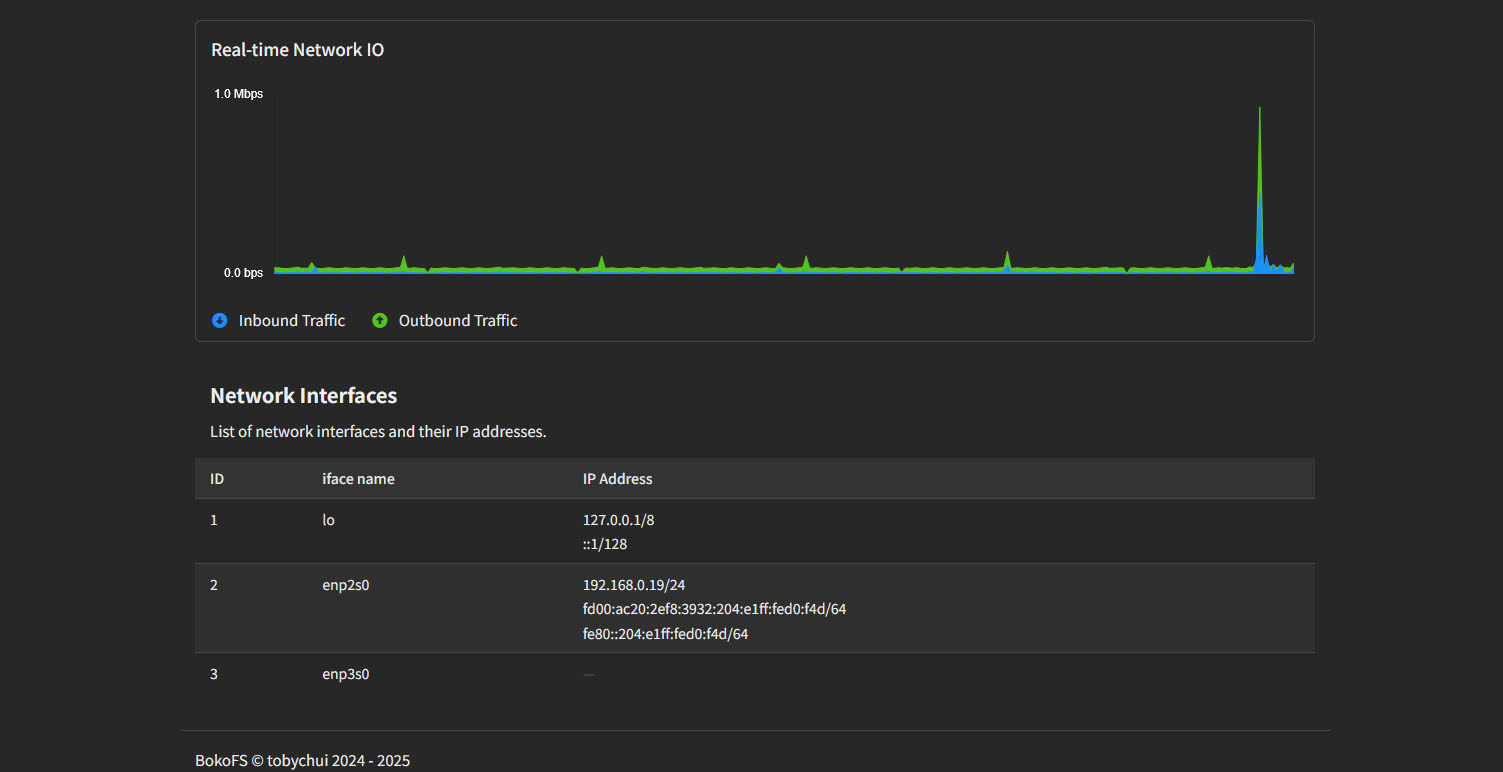 Real-time Network IO
1.0 Mbps
0.0 bps
Inbound Traffic Outbound Traffic
Network Interfaces
List of network interfaces and their IP addresses.
ID iface name IP Address
1 lo 127.0.0.1/8
::1/128
2 enp2s0 192.168.0.19/24
fd00:ac20:2ef8:3932:204:e1ff:fed0:f4d/64
fe80::204:e1ff:fed0:f4d/64
3 enp3s0 —
BokoFS © tobychui 2024 - 2025